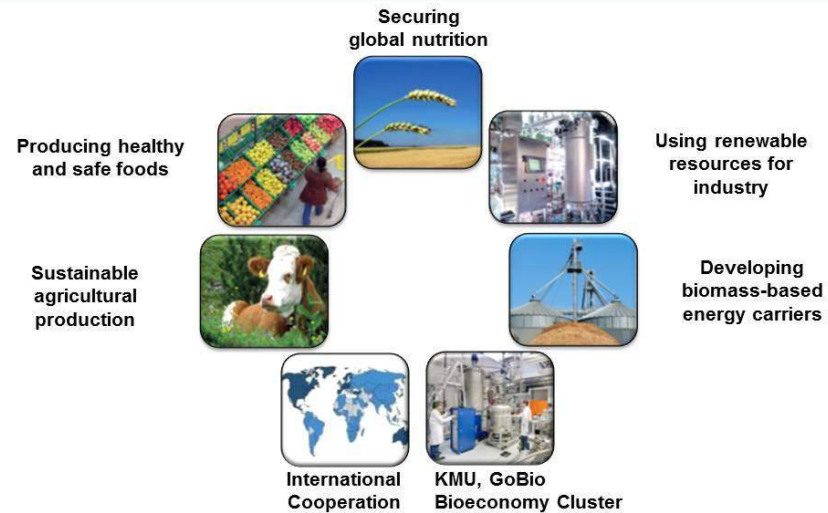 Securing
global nutrition
Producing healthy
and safe foods
Using renewable
resources for
industry
Sustainable
agricultural
production
Developing
biomass-based
energy carriers
International
Cooperation
KMU, GoBio
Bioeconomy Cluster